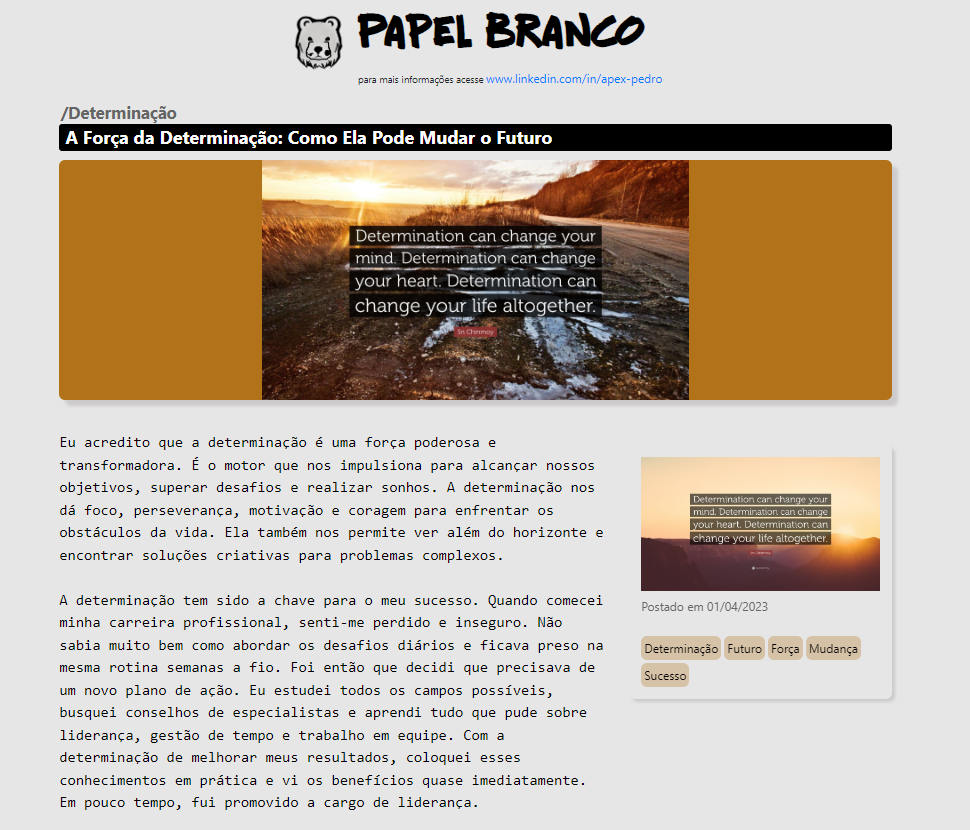 PAPEL BRANCO
para mais informações acesse www.linkedin.com/in/apex-pedro
/Determinação
A Força da Determinação: Como Ela Pode Mudar o Futuro
Determination can change your
mind. Determination can change
your heart. Determination can
change your life altogether.
Sri Chinmoy
Eu acredito que a determinação é uma força poderosa e
transformadora. É o motor que nos impulsiona para alcançar nossos
objetivos, superar desafios e realizar sonhos. A determinação nos
dá foco, perseverança, motivação e coragem para enfrentar os
obstáculos da vida. Ela também nos permite ver além do horizonte e
encontrar soluções criativas para problemas complexos.
A determinação tem sido a chave para o meu sucesso. Quando comecei
minha carreira profissional, senti-me perdido e inseguro. Não
sabia muito bem como abordar os desafios diários e ficava preso na
mesma rotina semanas a fio. Foi então que decidi que precisava de
um novo plano de ação. Eu estudei todos os campos possíveis,
busquei conselhos de especialistas e aprendi tudo que pude sobre
liderança, gestão de tempo e trabalho em equipe. Com a
determinação de melhorar meus resultados, coloquei esses
conhecimentos em prática e vi os benefícios quase imediatamente.
Em pouco tempo, fui promovido a cargo de liderança.
Determination can change your
mind. Determination can change
your heart. Determination can
change your life altogether.
Postado em 01/04/2023
Determinação Futuro Força Mudança
Sucesso